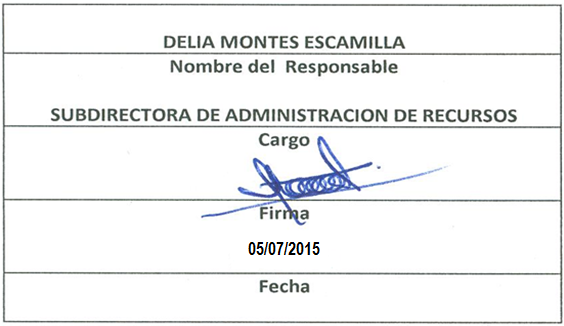 DELIA MONTES ESCAMILLA
Nombre del Responsable
SUBDIRECTORA DE ADMINISTRACION DE RECURSOS
Cargo
Firma
05/07/2015
Fecha